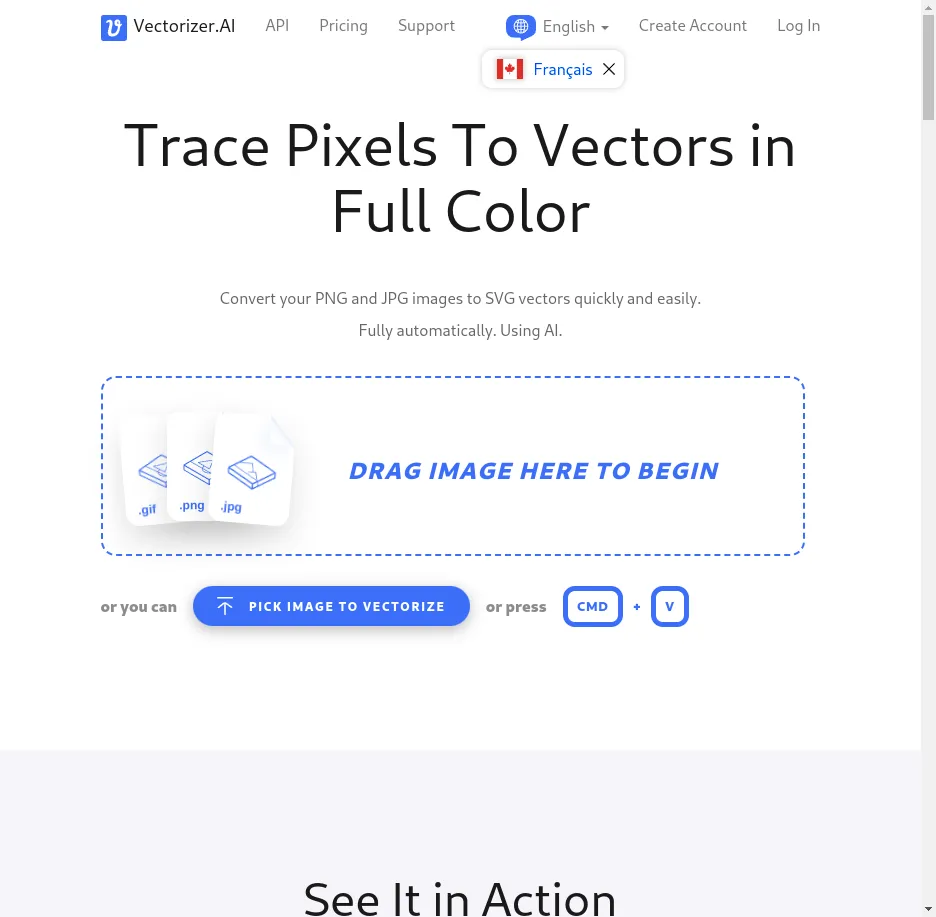 Vectorizer.AI API Pricing Support English Create Account Log In
Français
Trace Pixels To Vectors in
Full Color
Convert your PNG and JPG images to SVG vectors quickly and easily.
Fully automatically. Using AI.
.gif .png .jpg
DRAG IMAGE HERE TO BEGIN
or you can PICK IMAGE TO VECTORIZE or press CMD + V
See It in Action